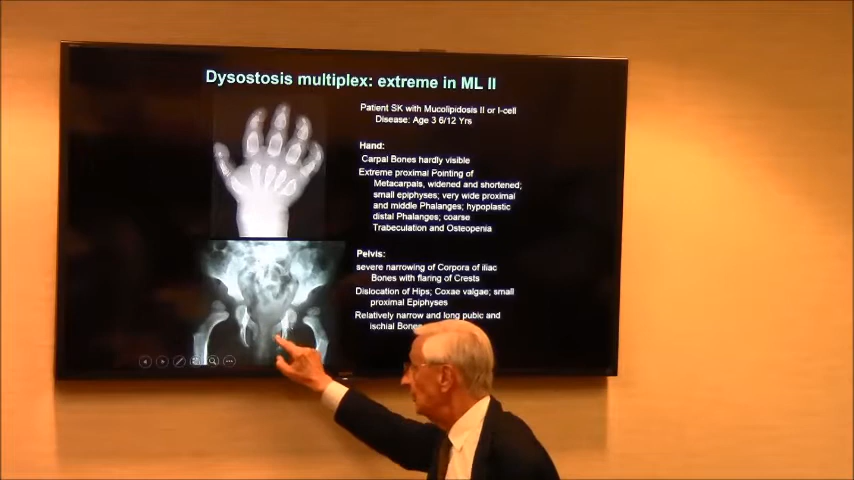 Dysostosis multiplex: extreme in ML II
Patient SK with Mucolipidosis II or I-cell
Disease: Age 3 6/12 Yrs
Hand:
Carpal Bones hardly visible
Extreme proximal Pointing of
Metacarpals, widened and shortened;
small epiphyses; very wide proximal
and middle Phalanges; hypoplastic
distal Phalanges; coarse
Trabeculation and Osteopenia
Pelvis:
severe narrowing of Corpora of iliac
Bones with flaring of Crests
Dislocation of Hips; Coxae valgae; small
proximal Epiphyses
Relatively narrow and long pubic and
ischial Bones